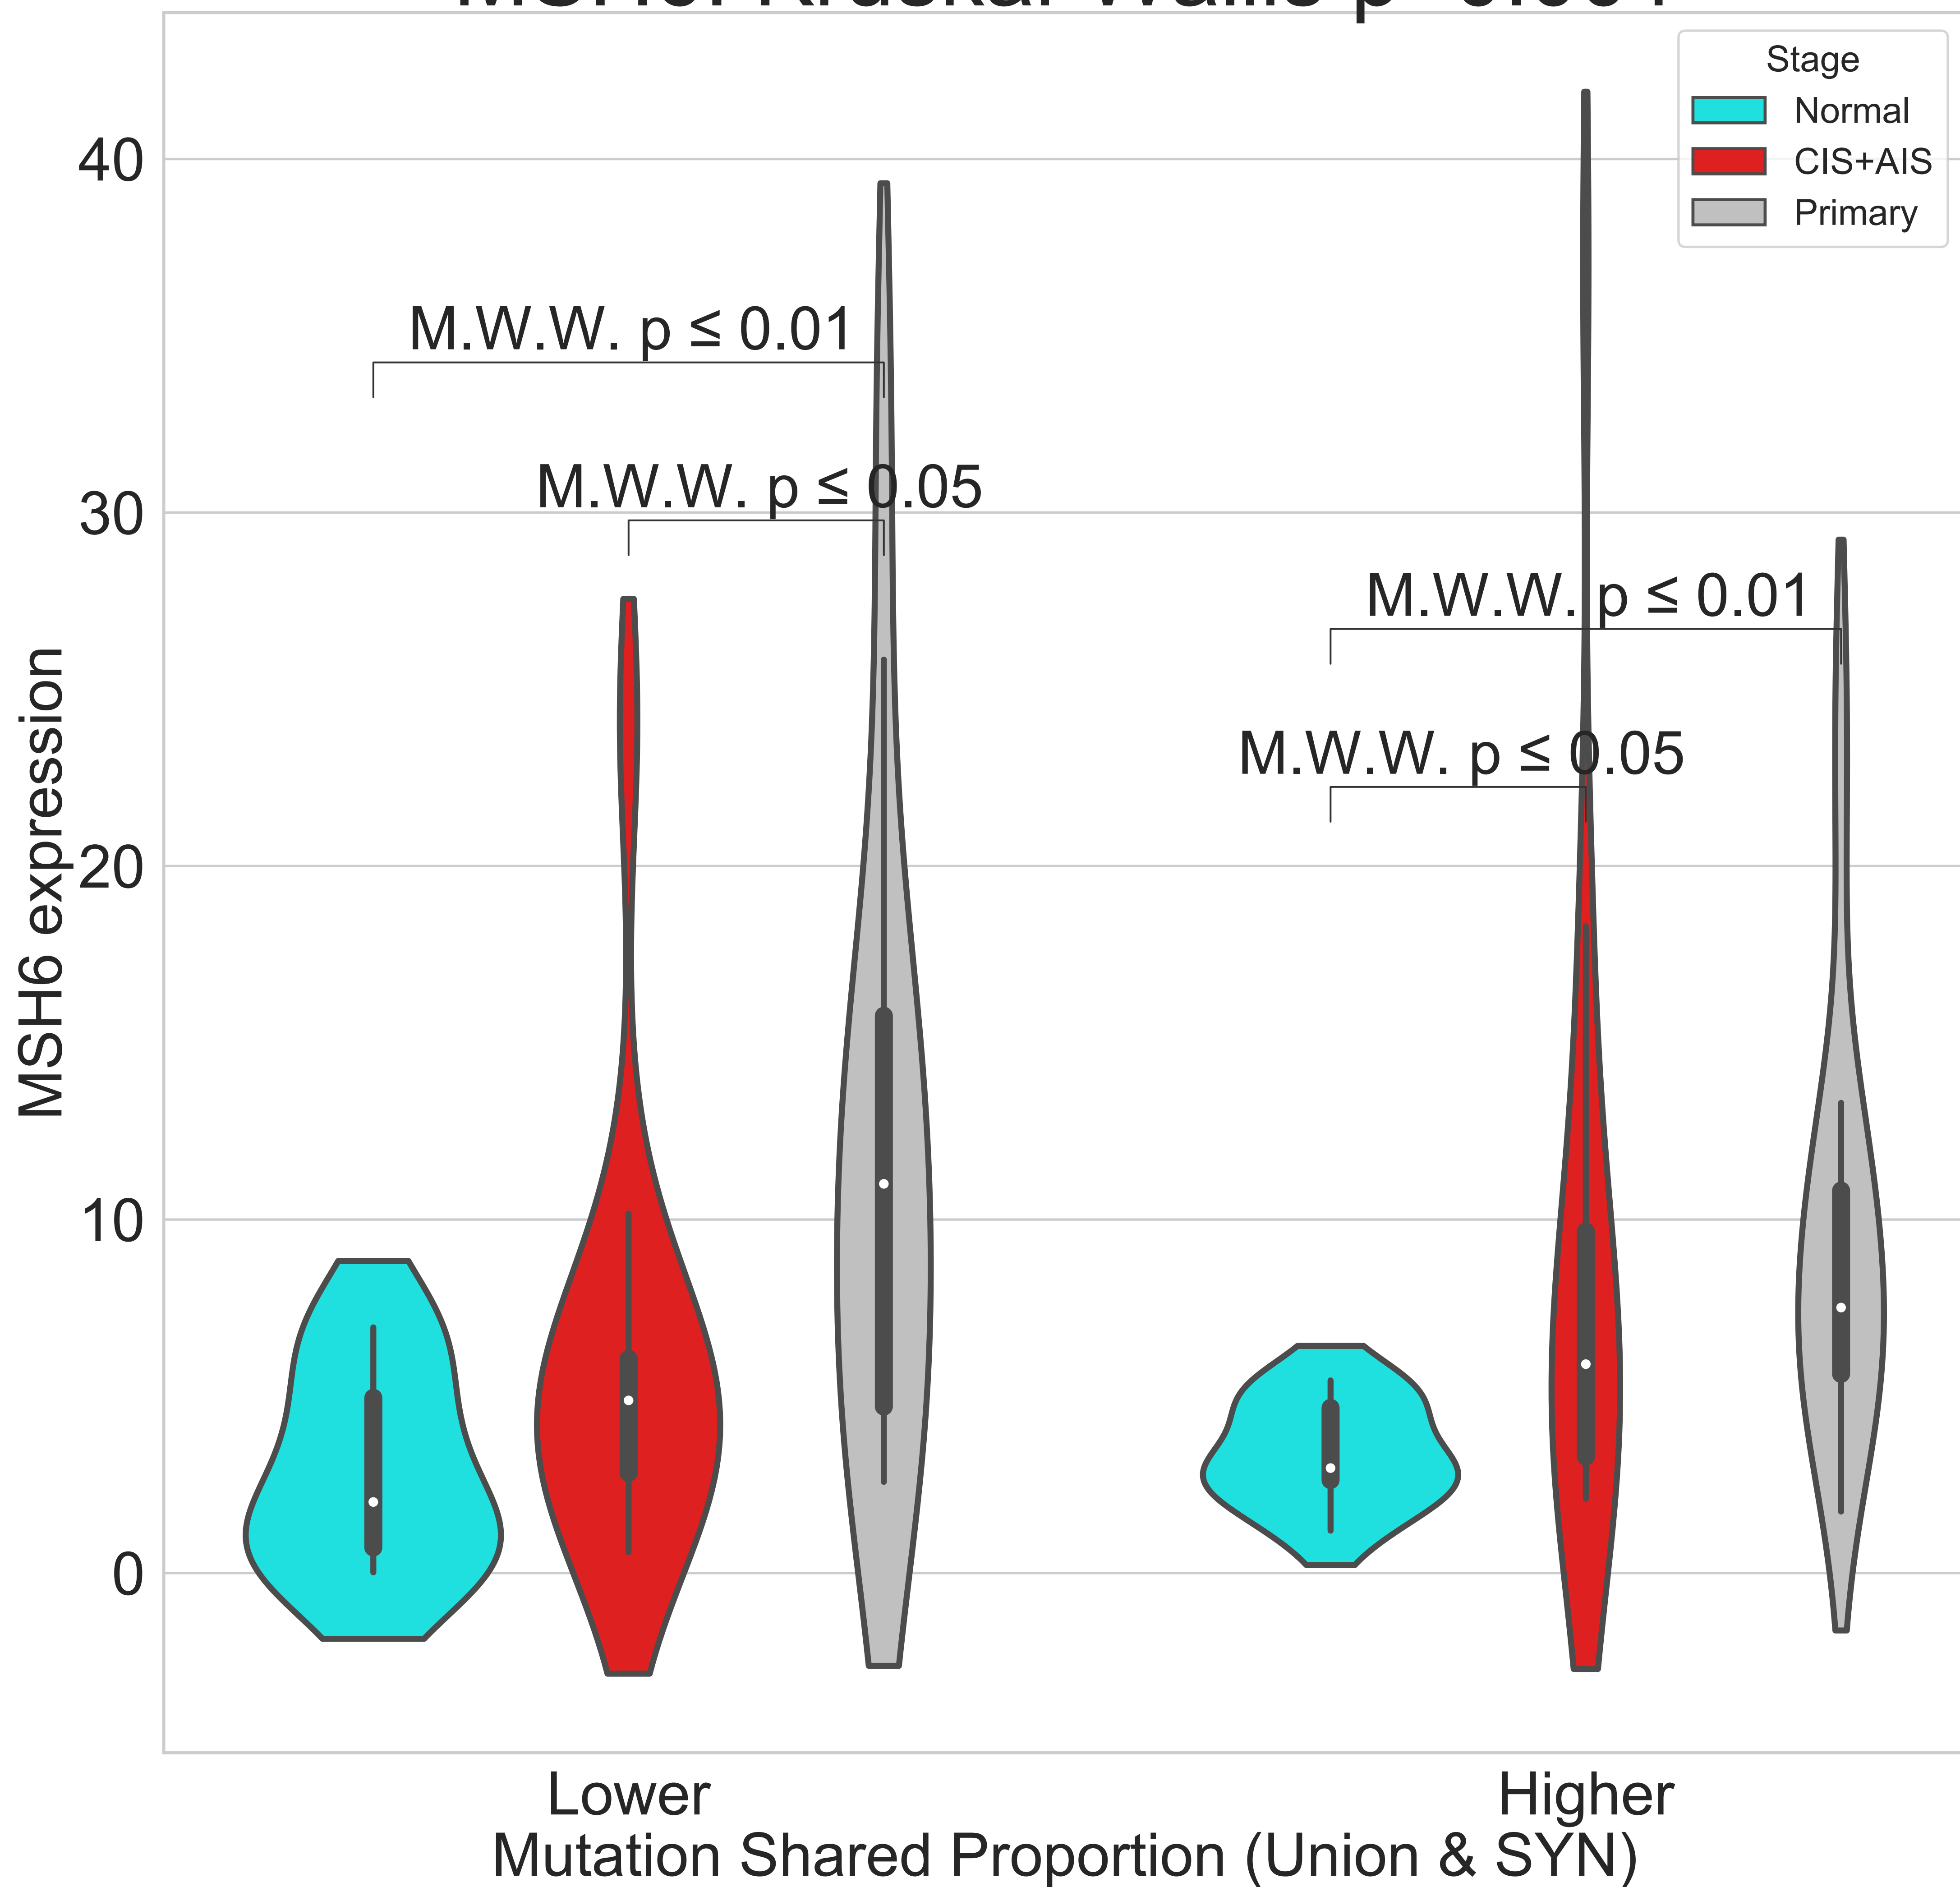 Stage
Normal
CIS+AIS
Primary
40
30
20
10
0
MSH6 expression
M.W.W. p ≤ 0.01
M.W.W. p ≤ 0.05
M.W.W. p ≤ 0.01
M.W.W. p ≤ 0.05
Lower
Higher
Mutation Shared Proportion (Union & SYN)